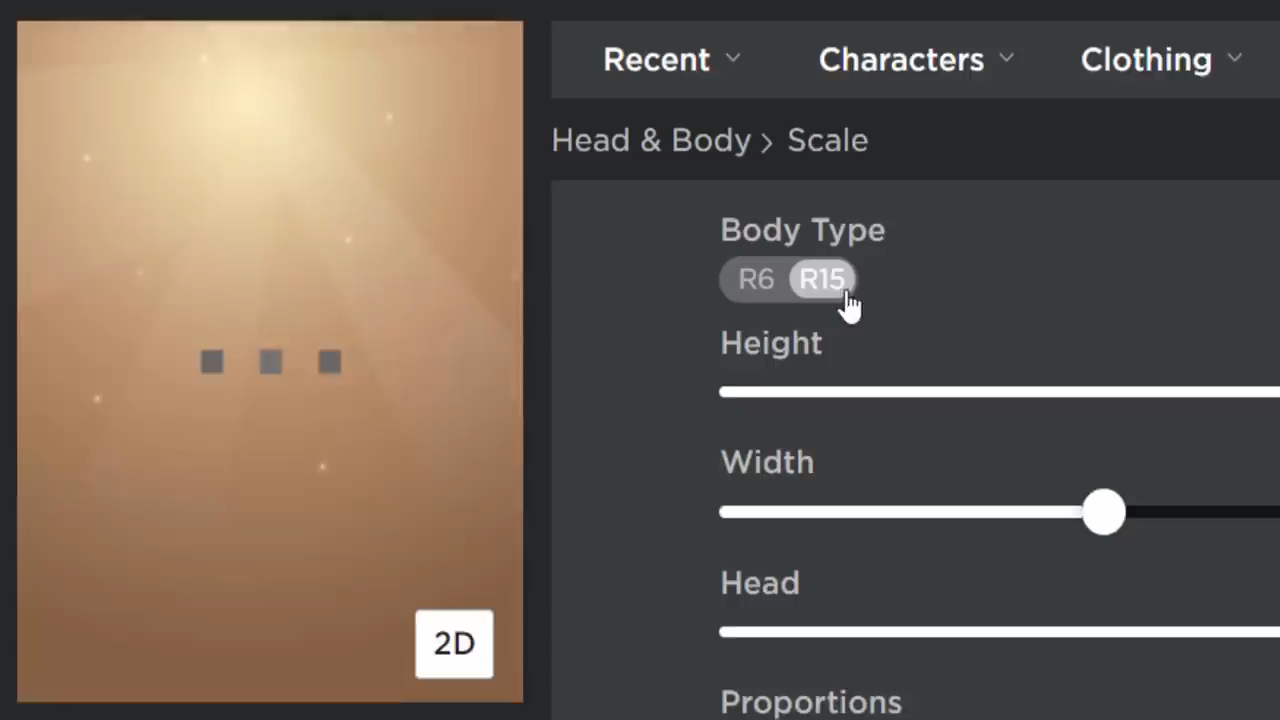 Recent Characters Clothing
Head & Body > Scale
Body Type
R6 R15
Height
Width
Head
Proportions
2D